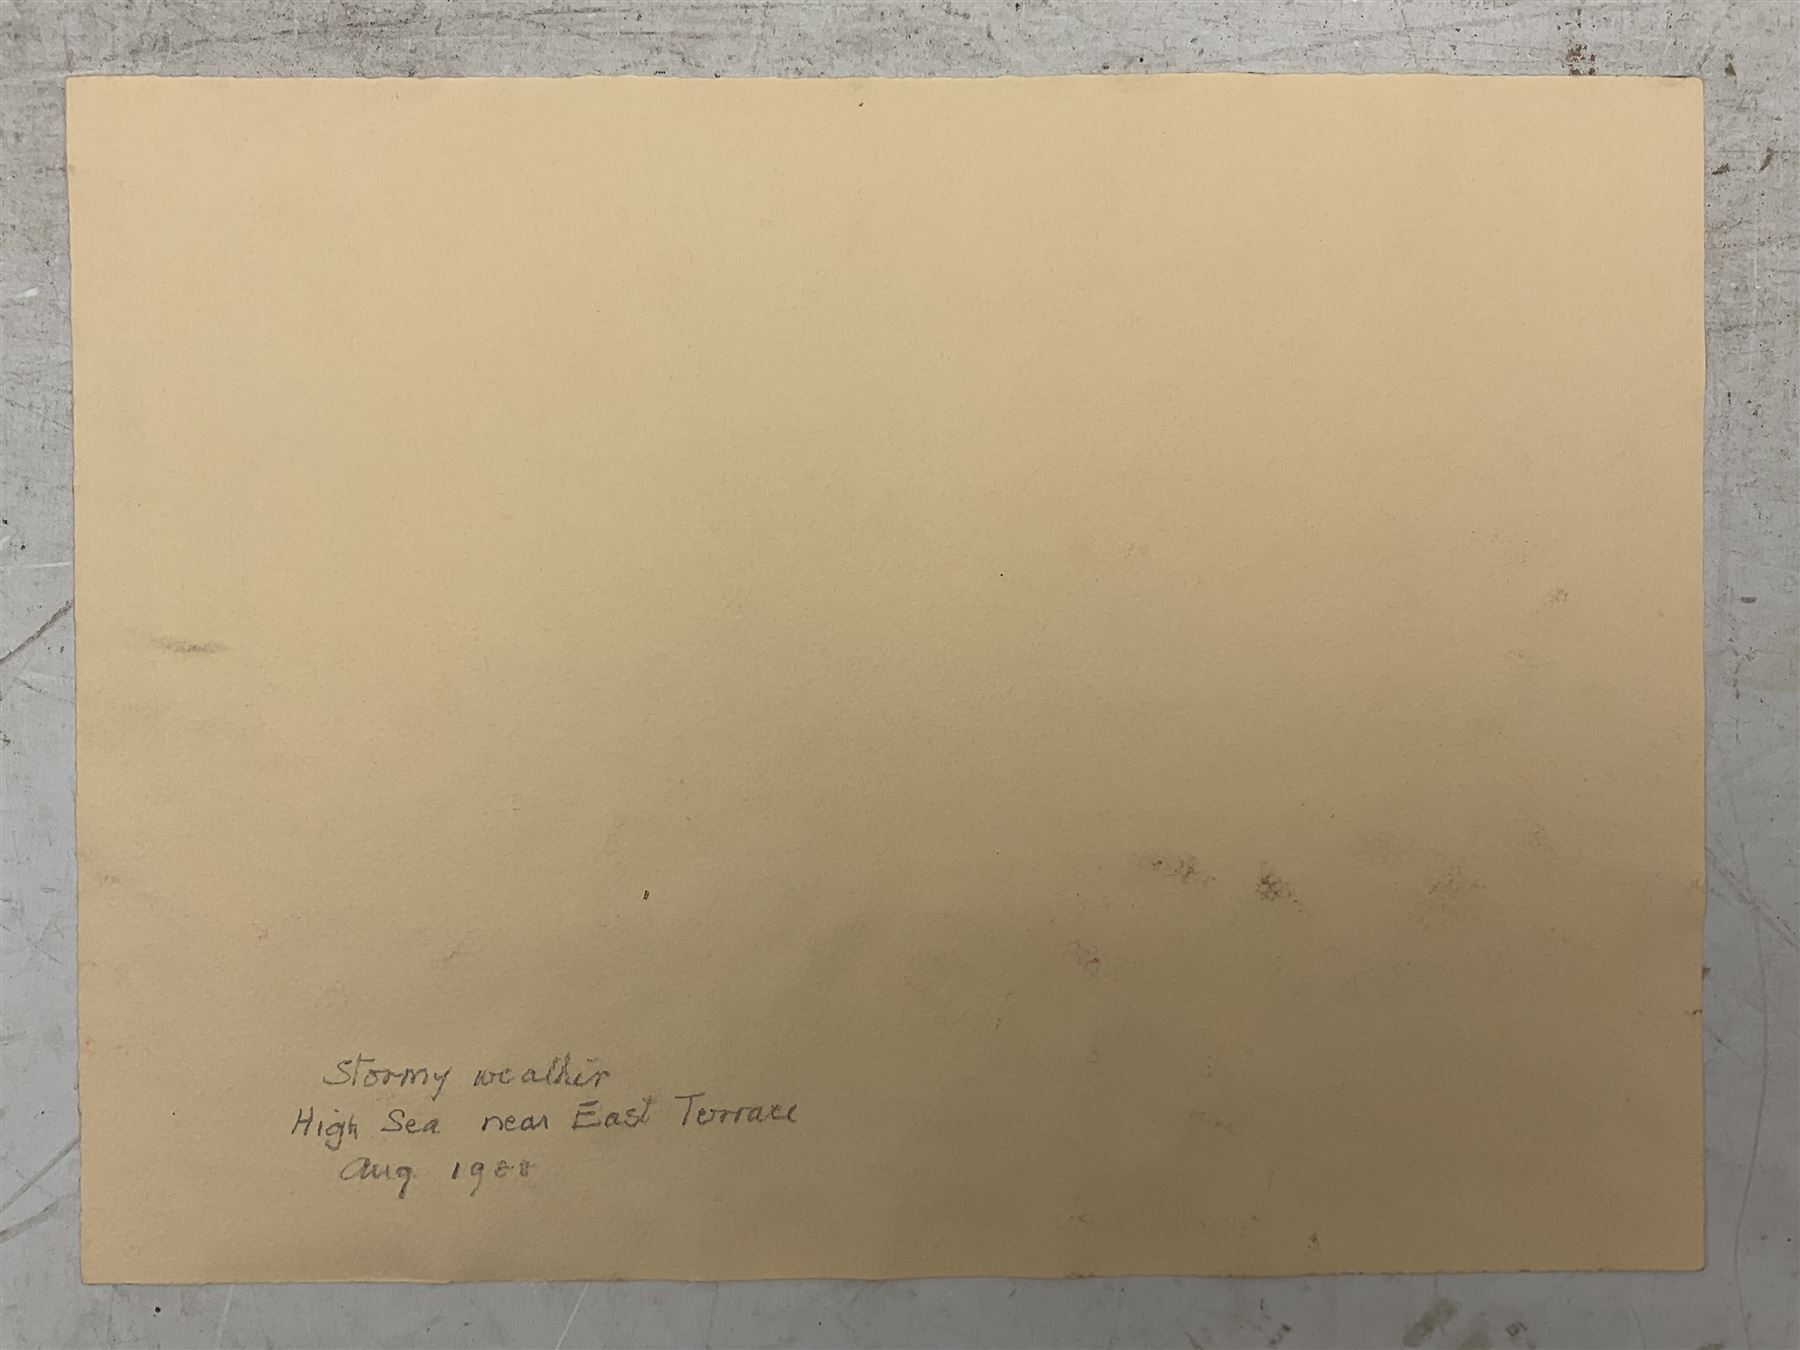 Stormy weather
High Sea near East Terrace
Aug 1988